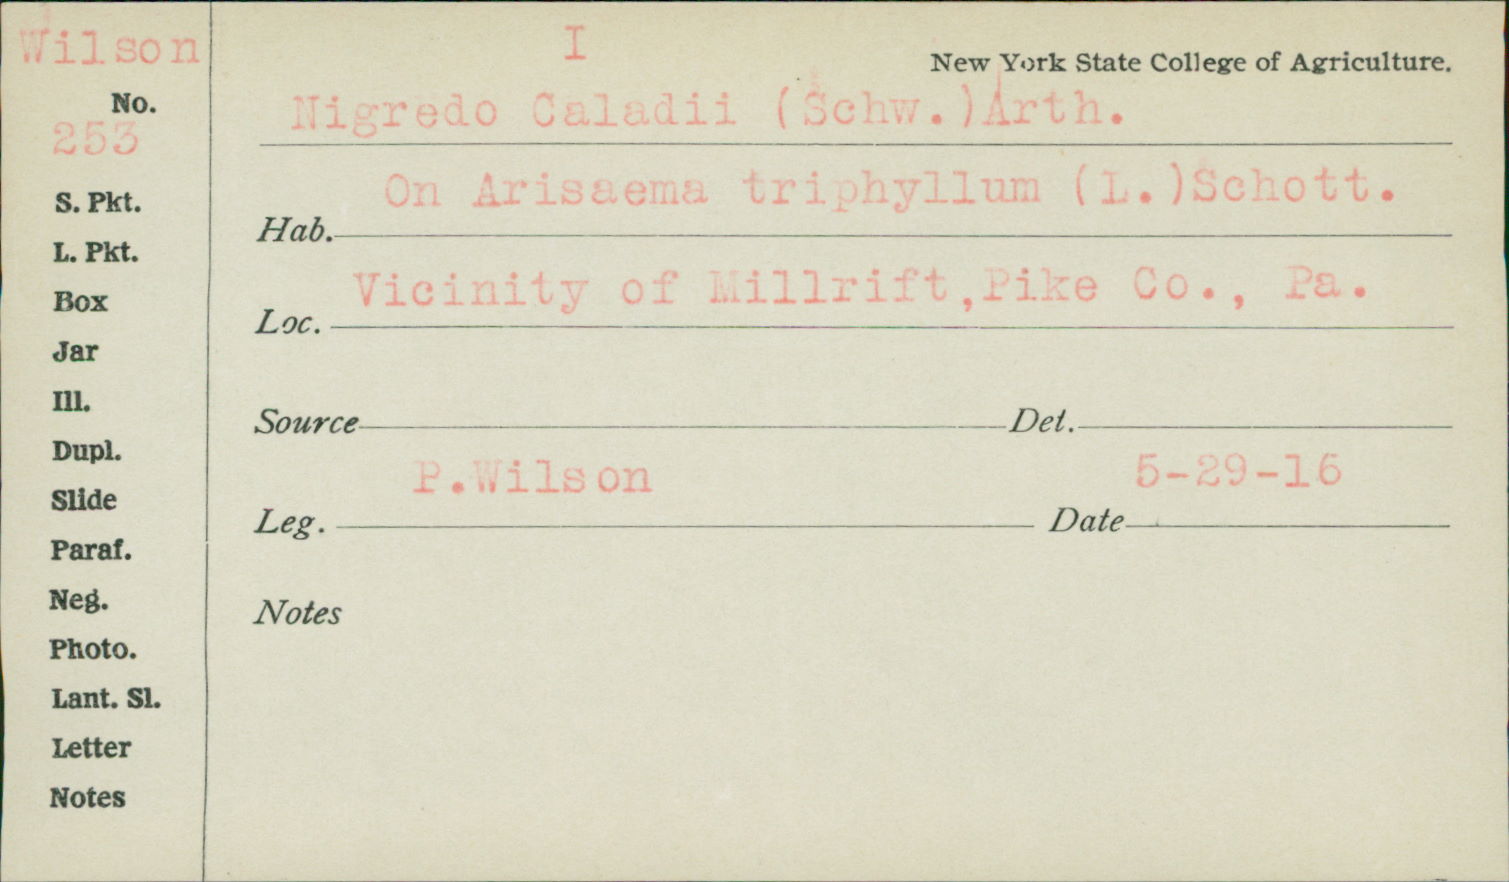 Wilson
I
New York State College of Agriculture.
No.
253
Nigredo Caladii (Schw.)Arth.
S. Pkt.
L. Pkt.
Box
Jar
Ill.
Dupl.
Slide
Paraf.
Neg.
Photo.
Lant. Sl.
Letter
Notes
On Arisaema triphyllum (L.)Schott.
Hab.
Vicinity of Millrift,Pike Co., Pa.
Loc.
Source Det.
P.Wilson 5-29-16
Leg. Date
Notes